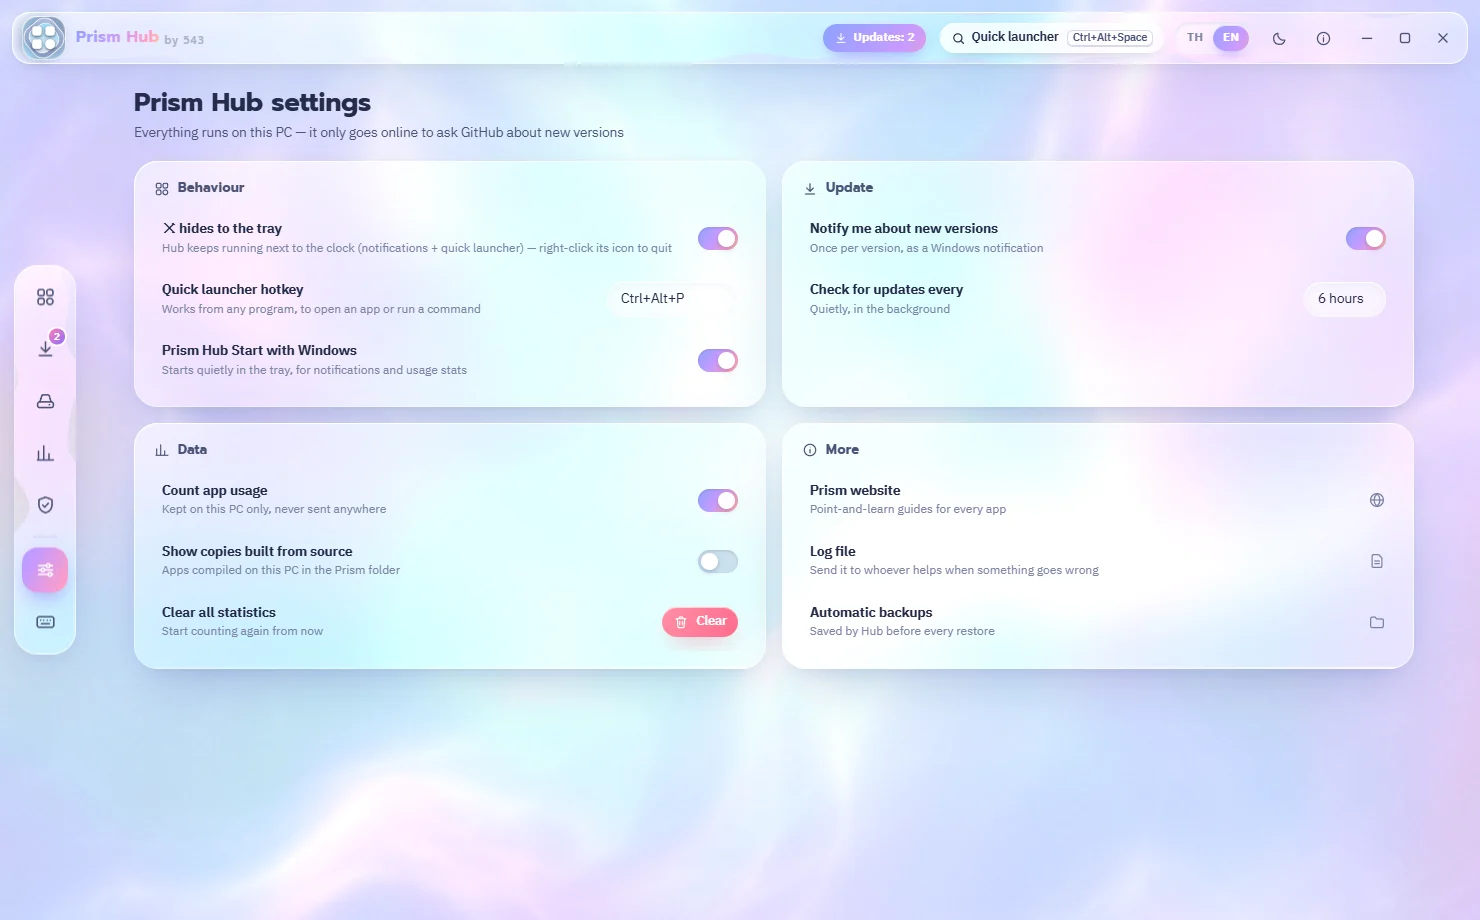 Prism Hub by 543
Updates: 2
Quick launcher Ctrl+Alt+Space
TH EN
Prism Hub settings
Everything runs on this PC — it only goes online to ask GitHub about new versions
Behaviour
✕ hides to the tray
Hub keeps running next to the clock (notifications + quick launcher) — right-click its icon to quit
Quick launcher hotkey
Works from any program, to open an app or run a command
Ctrl+Alt+P
Prism Hub Start with Windows
Starts quietly in the tray, for notifications and usage stats
Update
Notify me about new versions
Once per version, as a Windows notification
Check for updates every
Quietly, in the background
6 hours
2
Data
Count app usage
Kept on this PC only, never sent anywhere
Show copies built from source
Apps compiled on this PC in the Prism folder
Clear all statistics
Start counting again from now
Clear
More
Prism website
Point-and-learn guides for every app
Log file
Send it to whoever helps when something goes wrong
Automatic backups
Saved by Hub before every restore